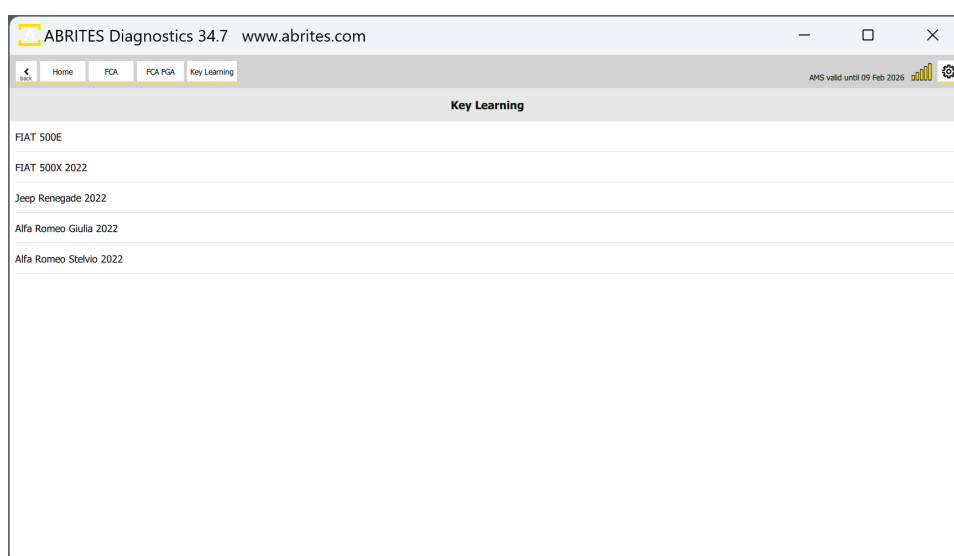 ABRITES Diagnostics 34.7 www.abrites.com
Back Home FCA FCA FGA Key Learning AMS valid until 09 Feb 2026
Key Learning
FIAT 500E
FIAT 500X 2022
Jeep Renegade 2022
Alfa Romeo Giulia 2022
Alfa Romeo Stelvio 2022